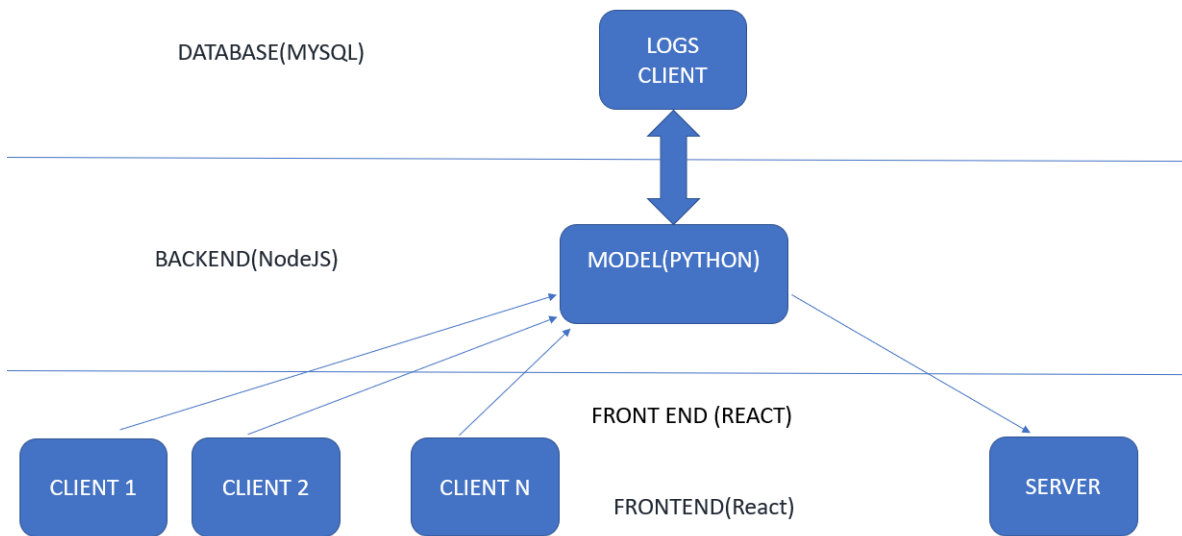 DATABASE(MYSQL)
LOGS
CLIENT
BACKEND(NodeJS)
MODEL(PYTHON)
FRONT END (REACT)
CLIENT 1
CLIENT 2
CLIENT N
SERVER
FRONTEND(React)